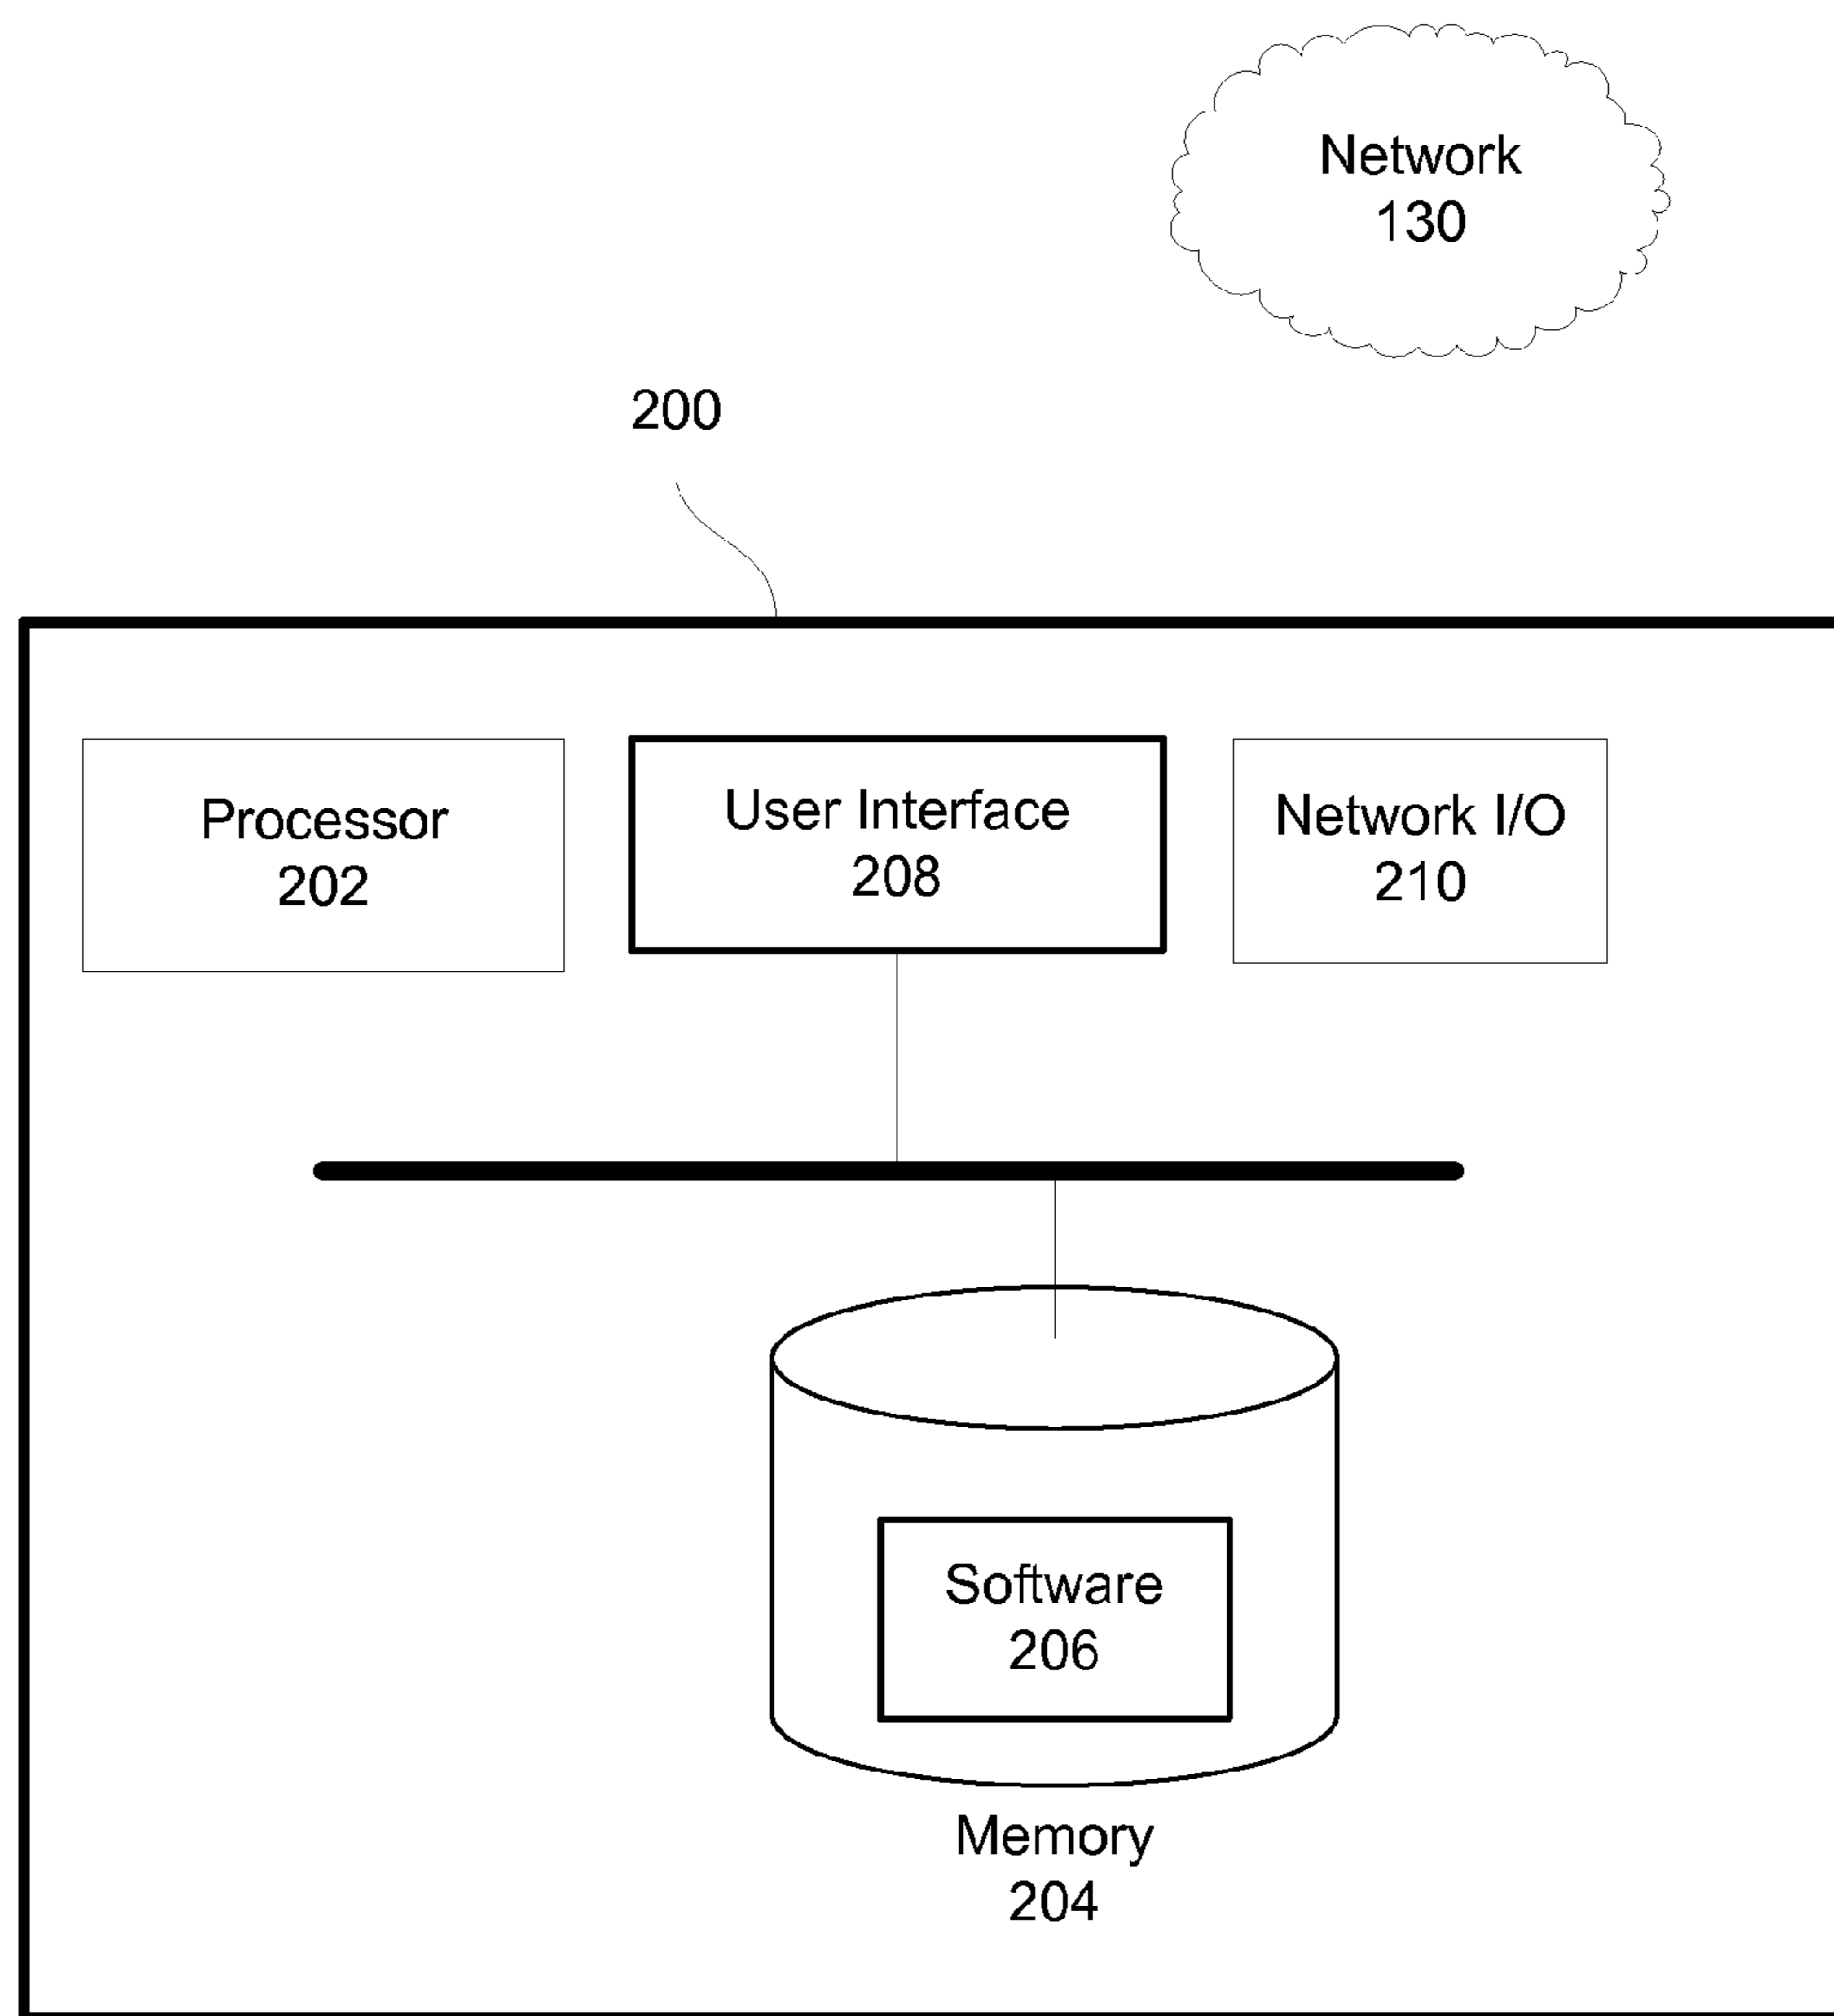 Network
130
200
Processor
202
User Interface
208
Network I/O
210
Software
206
Memory
204